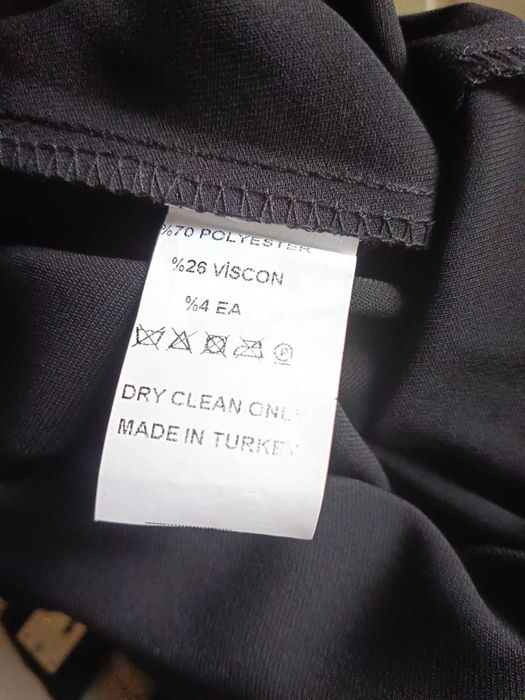 %70 POLYESTER
%26 VİSCON
%4 EA
P
DRY CLEAN ONLY
MADE IN TURKEY